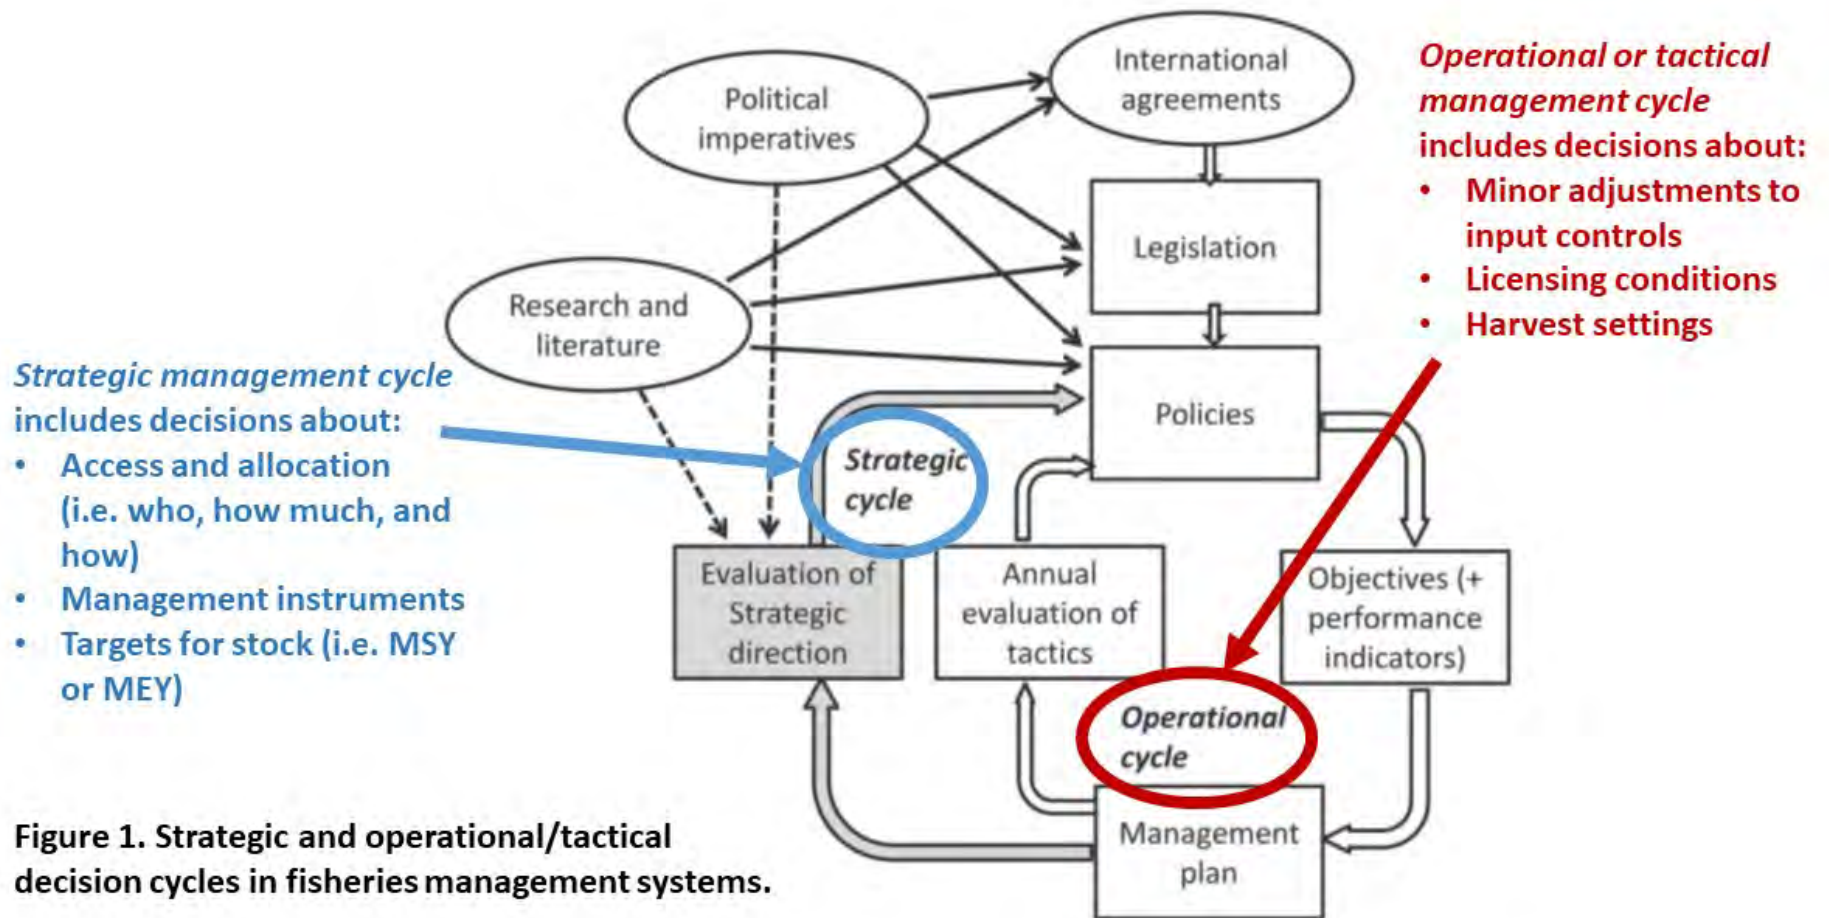 Political
imperatives
International
agreements
Operational or tactical
management cycle
includes decisions about:
• Minor adjustments to
input controls
• Licensing conditions
• Harvest settings
Legislation
Research and
literature
Strategic management cycle
includes decisions about:
• Access and allocation
(i.e. who, how much, and
how)
• Management instruments
• Targets for stock (i.e. MSY
or MEY)
Policies
Strategic
cycle
Evaluation of
Strategic
direction
Annual
evaluation of
tactics
Objectives (+
performance
indicators)
Operational
cycle
Management
plan
Figure 1. Strategic and operational/tactical
decision cycles in fisheries management systems.